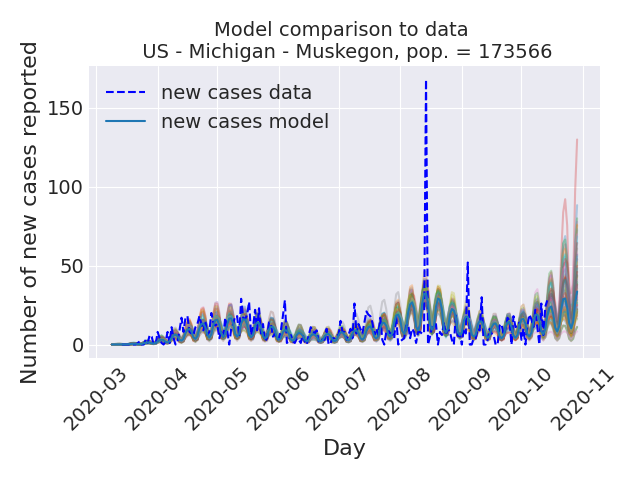 Model comparison to data
US - Michigan - Muskegon, pop. = 173566
Number of new cases reported
150
100
50
0
new cases data
new cases model
2020-03
2020-04
2020-05
2020-06
2020-07
2020-08
2020-09
2020-10
2020-11
Day